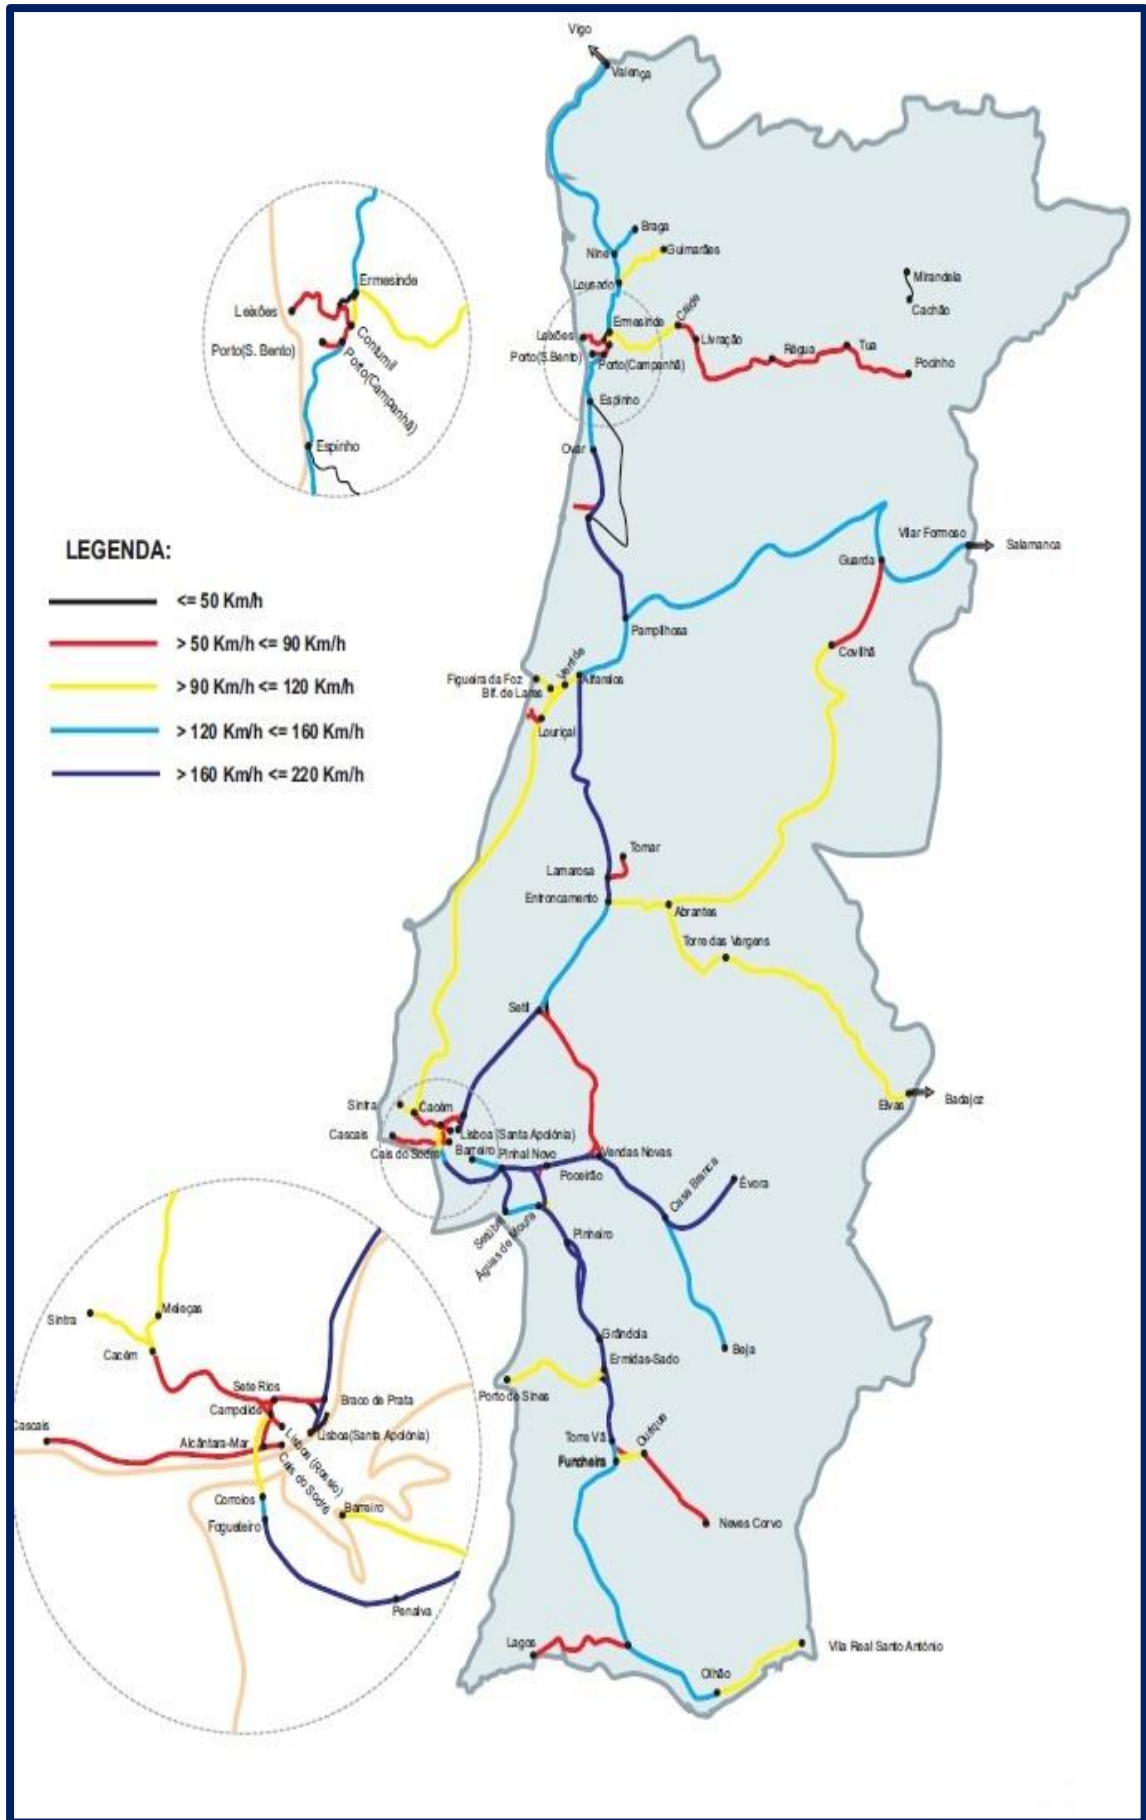 Vigo
Valença
Braga
Nine
Guimarães
Lousado
Mirandela
Cachão
Ermesinde
Leixões
Contumil
Porto(S. Bento)
Porto(Campanhã)
Espinho
Caíde
Ermesinde
Leixões
Livração
Porto(S.Bento)
Porto(Campanhã)
Régua
Tua
Pocinho
Espinho
Ovar
LEGENDA:
<= 50 Km/h
> 50 Km/h <= 90 Km/h
> 90 Km/h <= 120 Km/h
> 120 Km/h <= 160 Km/h
> 160 Km/h <= 220 Km/h
Vilar Formoso
Salamanca
Guarda
Pamplihosa
Covilhã
Verride
Figueira da Foz
Alfarelos
Bif. de Lares
Louriçal
Tomar
Lamarosa
Entroncamento
Abrantes
Torre das Vargens
Setil
Elvas
Badajoz
Sintra
Cacém
Cascais
Lisboa (Santa Apolónia)
Cais do Sodré
Barreiro
Pinhal Novo
Vendas Novas
Poceirão
Casa Branca
Évora
Setúbal
Águas de Moura
Pinheiro
Grândola
Ermidas-Sado
Beja
Porto de Sines
Torre Vã
Ourique
Funcheira
Neves Corvo
Lagos
Olhão
Vila Real Santo António
Meleças
Sintra
Cacém
Sete Rios
Braco de Prata
Campolide
Cascais
Lisboa(Santa Apolónia)
Alcântara-Mar
Lisboa (Rossio)
Cais do Sodré
Corroios
Barreiro
Fogueteiro
Penalva